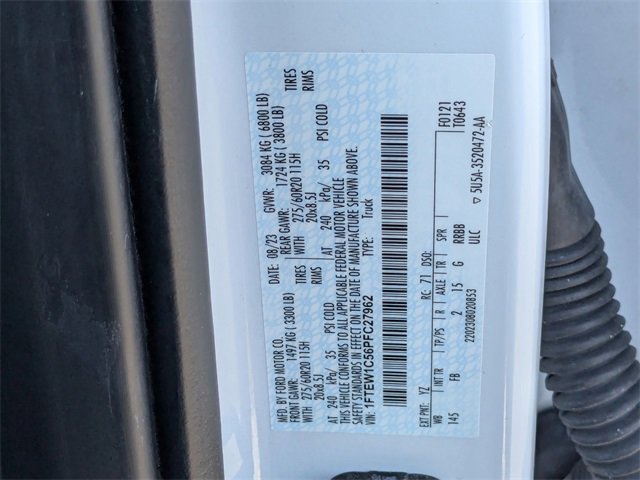 MFD. BY FORD MOTOR CO.
DATE: 08/23 GVWR: 3084 KG ( 6800 LB)
FRONT GAWR: 1497 KG ( 3300 LB) REAR GAWR: 1724 KG ( 3800 LB)
WITH 275/60R20 115H TIRES WITH 275/60R20 115H TIRES
20x8.5J RIMS 20x8.5J RIMS
AT 240 kPa/ 35 PSI COLD AT 240 kPa/ 35 PSI COLD
THIS VEHICLE CONFORMS TO ALL APPLICABLE FEDERAL MOTOR VEHICLE
SAFETY STANDARDS IN EFFECT ON THE DATE OF MANUFACTURE SHOWN ABOVE.
VIN: 1FTEW1C56PFC27962 TYPE: Truck
EXT PNT: YZ RC: 71 DSO: F0121
WB INT TR TP/PS R AXLE TR SPR T0643
145 FB 2 15 G RRBB
ULC
2202308020853 ▽ 5U5A-3520472-AA